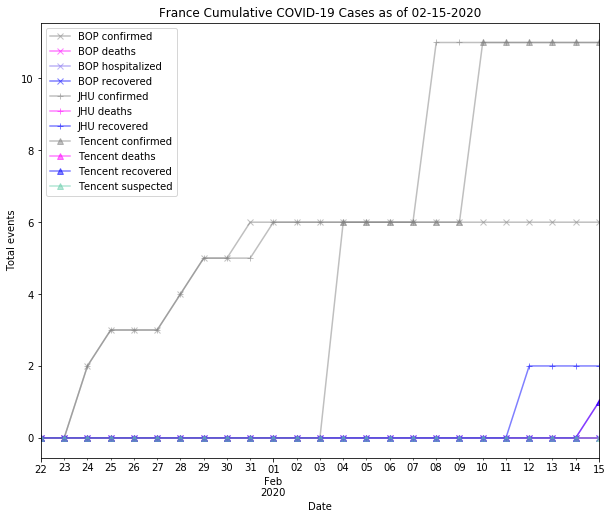 France Cumulative COVID-19 Cases as of 02-15-2020
BOP confirmed
BOP deaths
BOP hospitalized
BOP recovered
JHU confirmed
JHU deaths
JHU recovered
Tencent confirmed
Tencent deaths
Tencent recovered
Tencent suspected
Total events
10
8
6
4
2
0
22 23 24 25 26 27 28 29 30 31 01 02 03 04 05 06 07 08 09 10 11 12 13 14 15
Feb
2020
Date